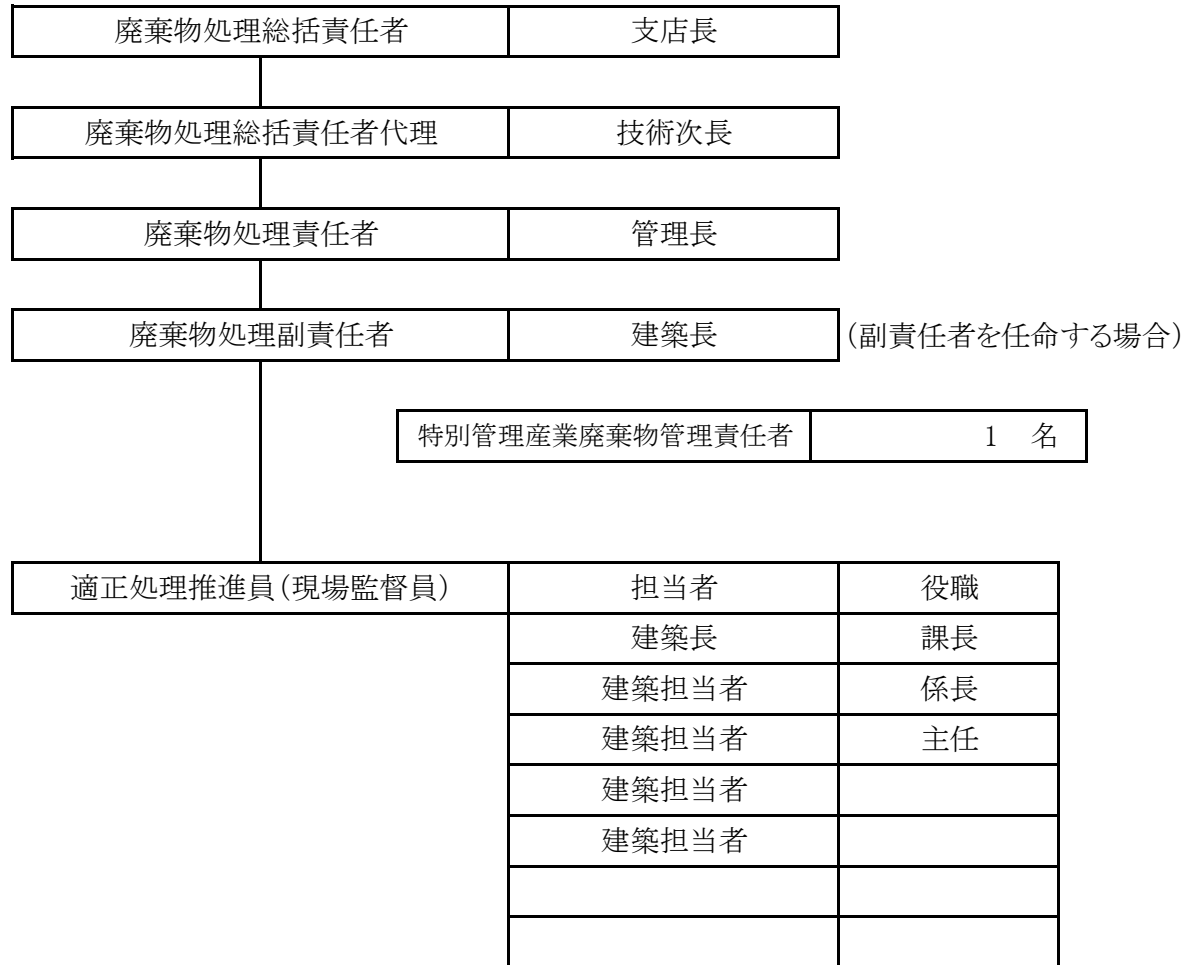 廃棄物処理総括責任者 支店長
廃棄物処理総括責任者代理 技術次長
廃棄物処理責任者 管理長
廃棄物処理副責任者 建築長 (副責任者を任命する場合)
特別管理産業廃棄物管理責任者 1 名
適正処理推進員(現場監督員) 担当者 役職
建築長 課長
建築担当者 係長
建築担当者 主任
建築担当者
建築担当者